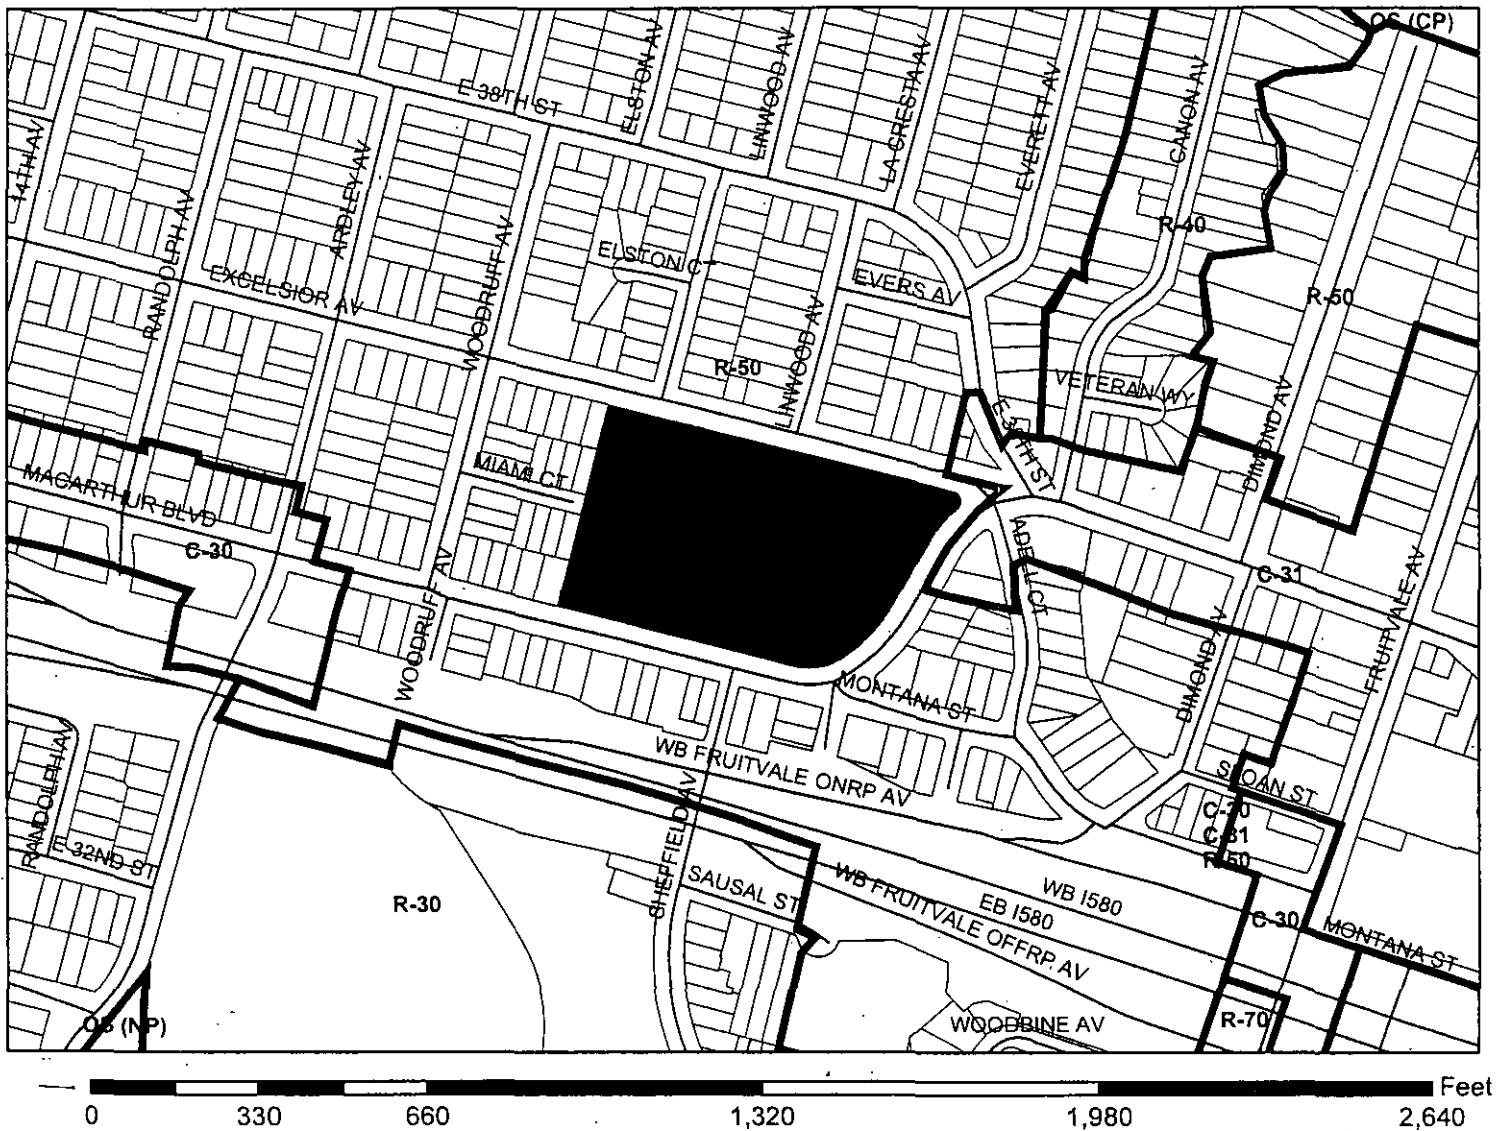 OS (CP)
E 38TH ST
ELSTON AV
LINWOOD AV
LA CRESTA AV
EVERETT AV
CANON AV
14TH AV
RANDOLPH AV
ARDLEY AV
WOODRUFF AV
R-40
ELSTON CT
EVERS AV
R-50
EXCELSIOR AV
LINWOOD AV
R-50
VETERAN WY
DIMOND AV
E 38TH ST
MIAMI CT
MACARTHUR BLVD
C-30
ADELL CT
C-31
FRUITVALE AV
WOODRUFF AV
DIMOND AV
MONTANA ST
WB FRUITVALE ONRP AV
SLOAN ST
C-30
C-31
R-50
RANDOLPH AV
E 32ND ST
SHEFFIELD AV
SAUSAL ST
WB FRUITVALE OFFRP AV
WB I580
EB I580
R-30
C-30
MONTANA ST
OS (NP)
WOODBINE AV
R-70
Feet
0 330 660 1,320 1,980 2,640